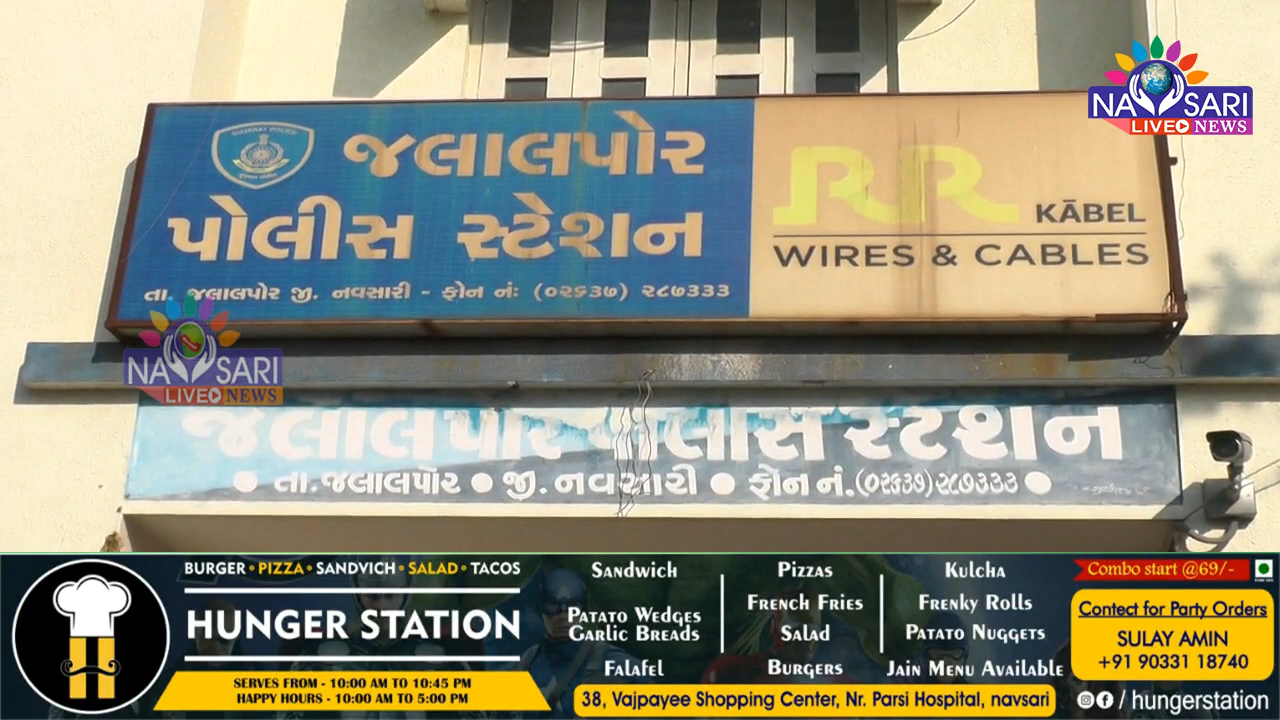 NAVSARI
LIVE NEWS
GUJARAT POLICE
જલાલપોર
પોલીસ સ્ટેશન
તા. જલાલપોર જી. નવસારી - ફોન નંઃ (૦૨૬૩૭) ૨૮૭૩૩૩
RR KĀBEL
WIRES & CABLES
NAVSARI
LIVE NEWS
જલાલપોર પોલીસ સ્ટેશન
● તા.જલાલપોર ● જી.નવસારી ● ફોન નં.(૦૨૬૩૭)૨૮૭૩૩૩ ●
BURGER • PIZZA • SANDVICH • SALAD • TACOS
HUNGER STATION
SERVES FROM - 10:00 AM TO 10:45 PM
HAPPY HOURS - 10:00 AM TO 5:00 PM
SANDWICH
PATATO WEDGES
GARLIC BREADS
FALAFEL
PIZZAS
FRENCH FRIES
SALAD
BURGERS
KULCHA
FRENKY ROLLS
PATATO NUGGETS
JAIN MENU AVAILABLE
38, Vajpayee Shopping Center, Nr. Parsi Hospital, navsari
Combo start @69/-
Contect for Party Orders
SULAY AMIN
+91 90331 18740
/ hungerstation